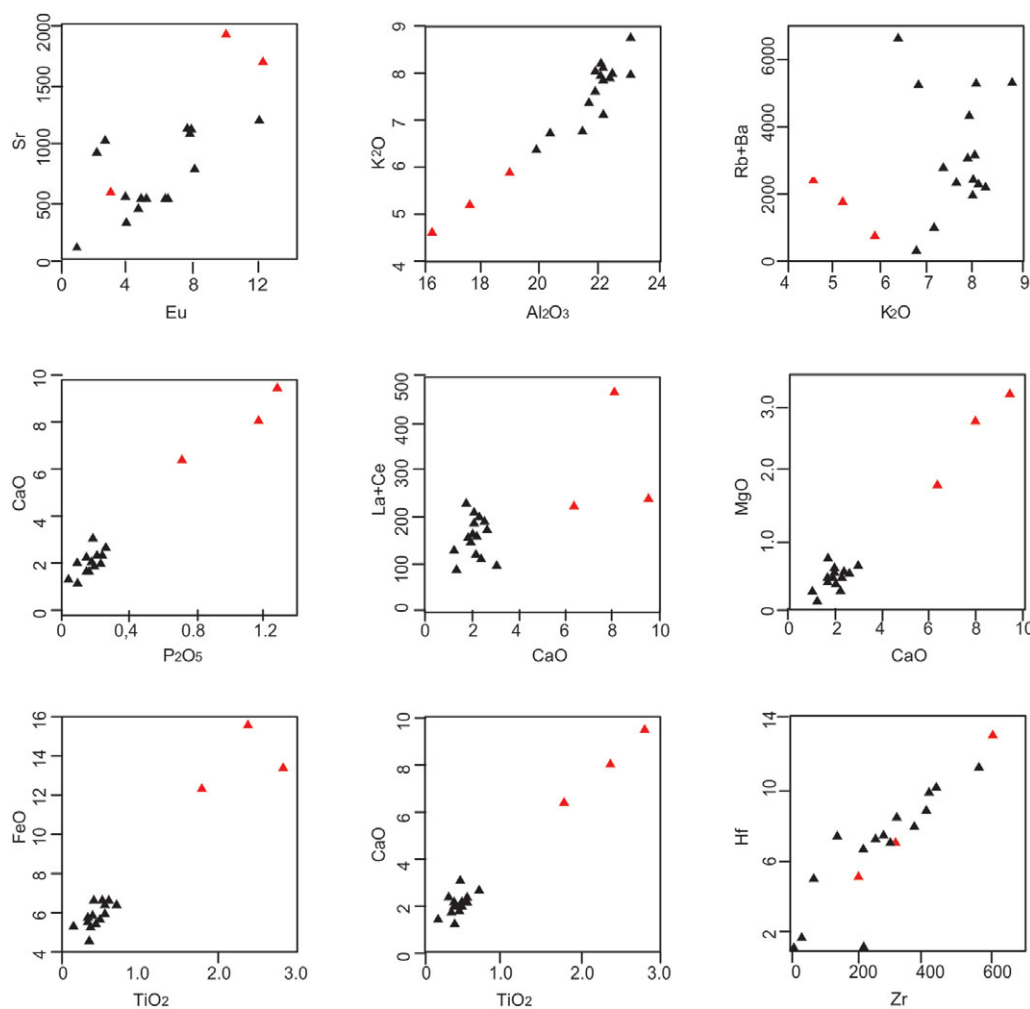 Sr
0 500 1000 1500 2000
0 4 8 12
Eu
K²O
4 5 6 7 8 9
16 18 20 22 24
Al₂O₃
Rb+Ba
0 2000 4000 6000
4 5 6 7 8 9
K₂O
CaO
0 2 4 6 8 10
0 0,4 0.8 1.2
P₂O₅
La+Ce
0 100 200 300 400 500
0 2 4 6 8 10
CaO
MgO
0 1.0 2.0 3.0
0 2 4 6 8 10
CaO
FeO
4 6 8 10 12 14 16
0 1.0 2.0 3.0
TiO₂
CaO
0 2 4 6 8 10
0 1.0 2.0 3.0
TiO₂
Hf
2 6 10 14
0 200 400 600
Zr